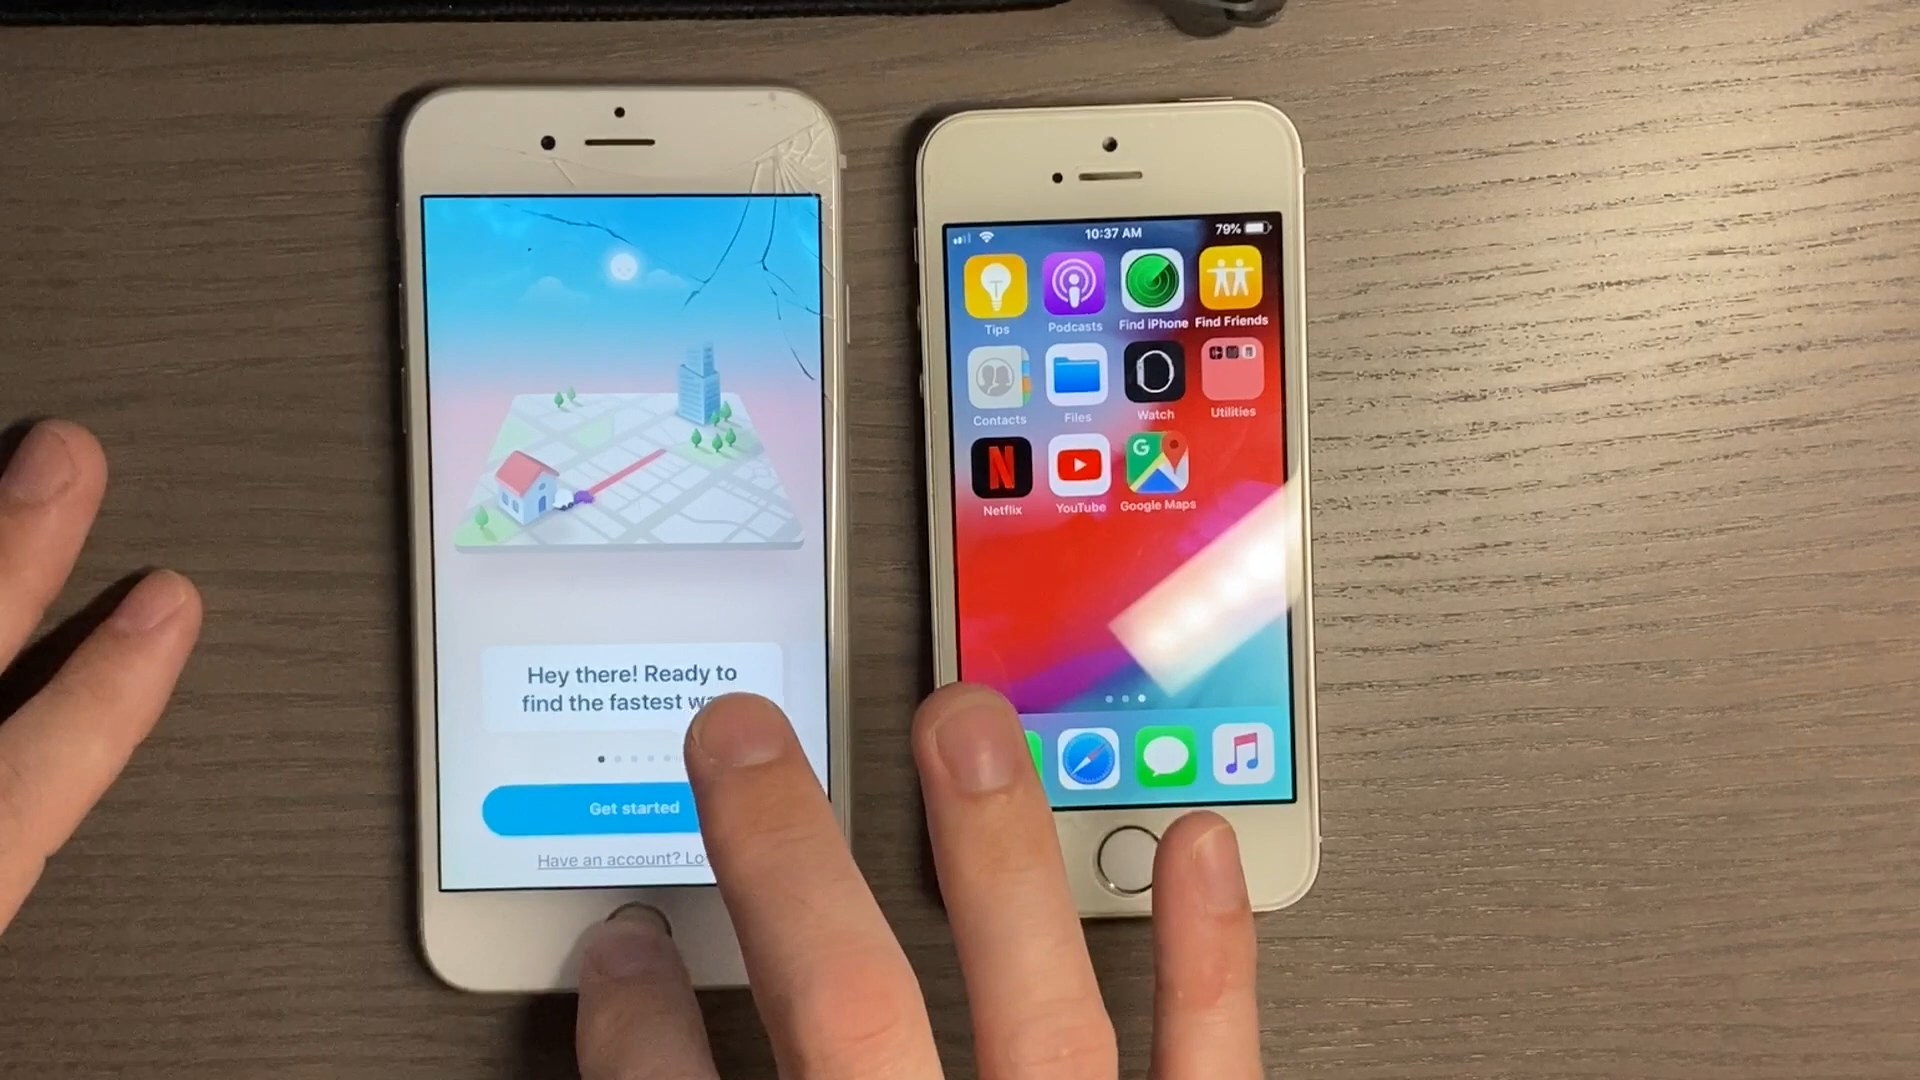 Hey there! Ready to
find the fastest
Get started
Have an account?
10:37 AM
79%
Tips Podcasts Find iPhone Find Friends
Contacts Files Watch Utilities
Netflix YouTube Google Maps